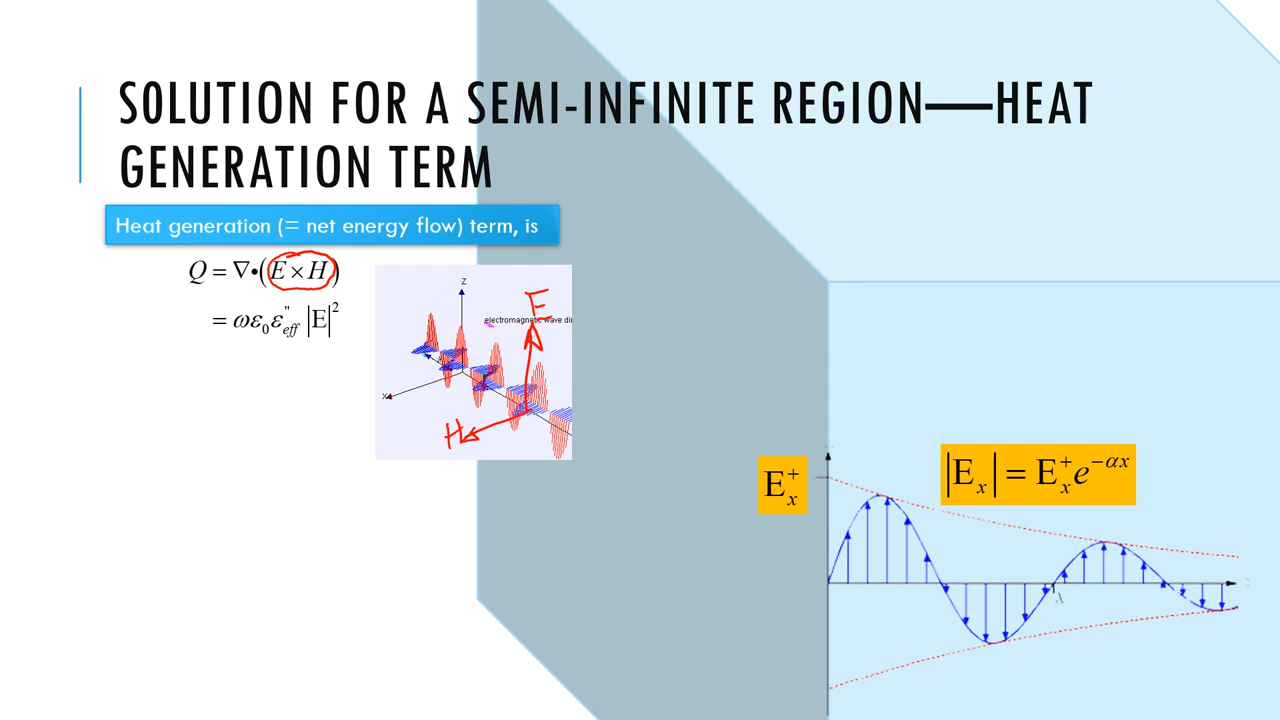 SOLUTION FOR A SEMI-INFINITE REGION—HEAT
GENERATION TERM
Heat generation (= net energy flow) term, is
Q = ∇•(E × H)
= ωε₀ε"eff |E|²
z
E
electromagnetic wave di
x
H
E⁺ₓ
|Eₓ| = E⁺ₓ e^(−αx)
λ